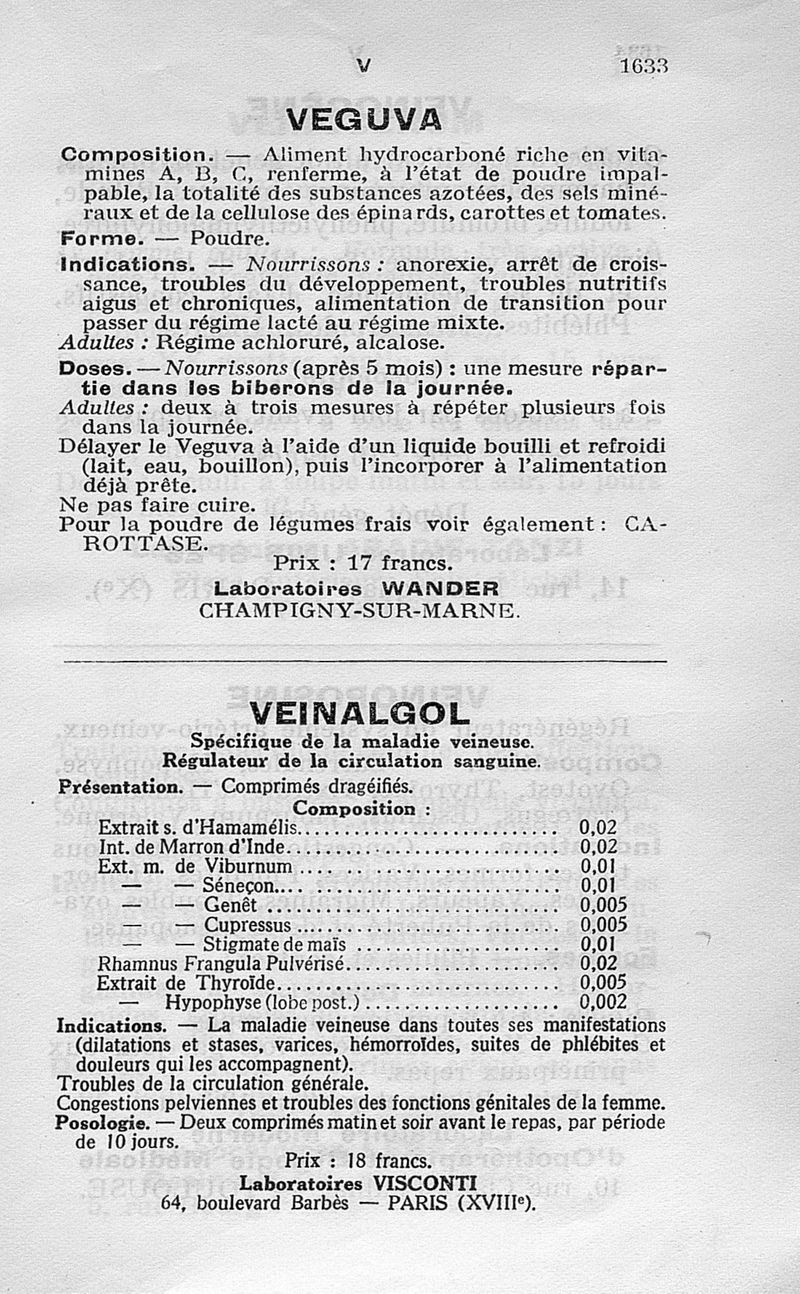 V 1633
VEGUVA
Composition. — Aliment hydrocarboné riche en vita-
mines A, B, C, renferme, à l'état de poudre impal-
pable, la totalité des substances azotées, des sels miné-
raux et de la cellulose des épinards, carottes et tomates.
Forme. — Poudre.
Indications. — Nourrissons : anorexie, arrêt de crois-
sance, troubles du développement, troubles nutritifs
aigus et chroniques, alimentation de transition pour
passer du régime lacté au régime mixte.
Adultes : Régime achloruré, alcalose.
Doses. — Nourrissons (après 5 mois) : une mesure répar-
tie dans les biberons de la journée.
Adultes : deux à trois mesures à répéter plusieurs fois
dans la journée.
Délayer le Veguva à l'aide d'un liquide bouilli et refroidi
(lait, eau, bouillon), puis l'incorporer à l'alimentation
déjà prête.
Ne pas faire cuire.
Pour la poudre de légumes frais voir également : CA-
ROTTASE.
Prix : 17 francs.
Laboratoires WANDER
CHAMPIGNY-SUR-MARNE.
VEINALGOL
Spécifique de la maladie veineuse.
Régulateur de la circulation sanguine.
Présentation. — Comprimés dragéifiés.
Composition :
Extrait s. d'Hamamélis........................... 0,02
Int. de Marron d'Inde............................ 0,02
Ext. m. de Viburnum ........................... 0,01
— — Séneçon............................. 0,01
— — Genêt .............................. 0,005
— — Cupressus ........................... 0,005
— — Stigmate de maïs ..................... 0,01
Rhamnus Frangula Pulvérisé...................... 0,02
Extrait de Thyroïde............................. 0,005
— Hypophyse (lobe post.).................... 0,002
Indications. — La maladie veineuse dans toutes ses manifestations
(dilatations et stases, varices, hémorroïdes, suites de phlébites et
douleurs qui les accompagnent).
Troubles de la circulation générale.
Congestions pelviennes et troubles des fonctions génitales de la femme.
Posologie. — Deux comprimés matin et soir avant le repas, par période
de 10 jours.
Prix : 18 francs.
Laboratoires VISCONTI
64, boulevard Barbès — PARIS (XVIIIe).